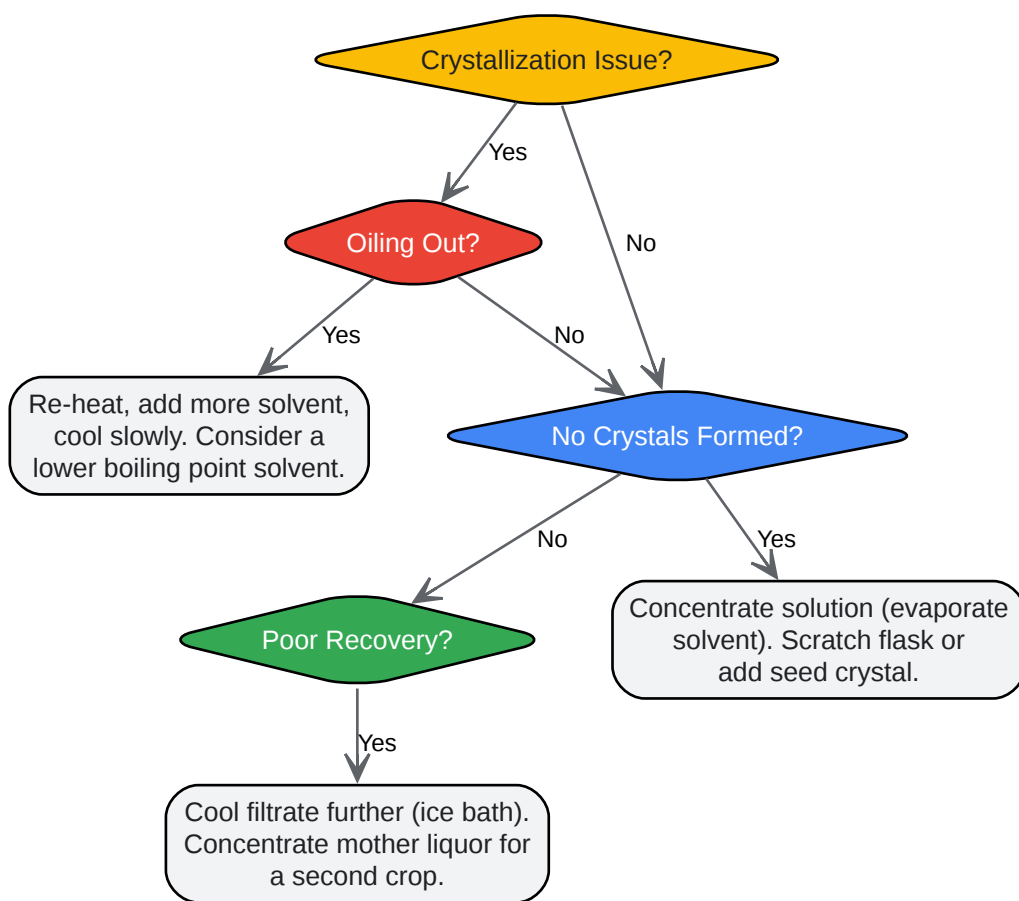 Crystallization Issue?
Yes
No
Oiling Out?
Yes
No
Re-heat, add more solvent,
cool slowly. Consider a
lower boiling point solvent.
No Crystals Formed?
No
Yes
Poor Recovery?
Concentrate solution (evaporate
solvent). Scratch flask or
add seed crystal.
Yes
Cool filtrate further (ice bath).
Concentrate mother liquor for
a second crop.